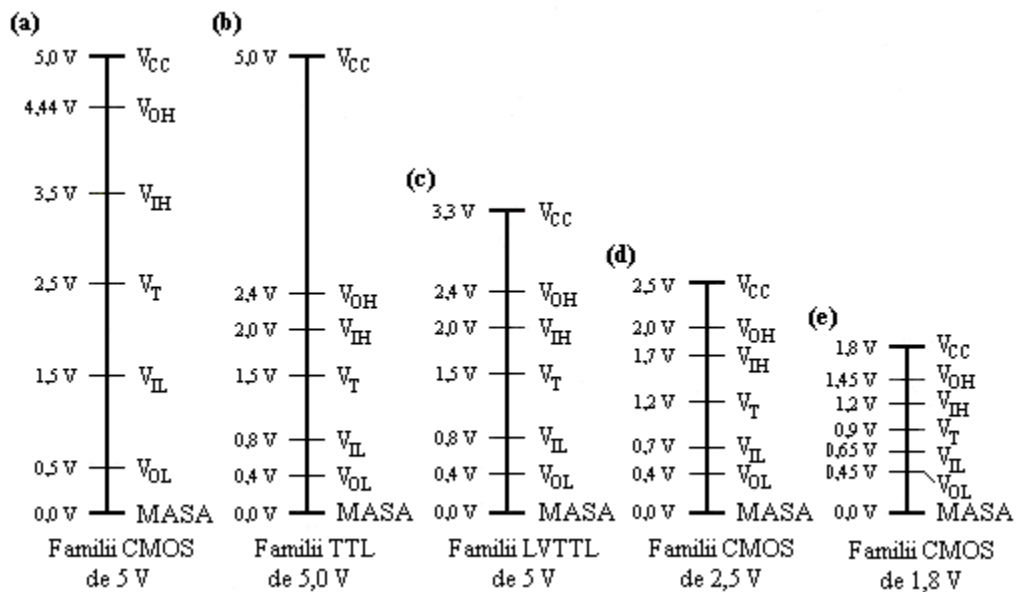 (a)
5,0 V VCC
4,44 V VOH
3,5 V VIH
2,5 V VT
1,5 V VIL
0,5 V VOL
0,0 V MASA
Familii CMOS
de 5 V
(b)
5,0 V VCC
2,4 V VOH
2,0 V VIH
1,5 V VT
0,8 V VIL
0,4 V VOL
0,0 V MASA
Familii TTL
de 5,0 V
(c)
3,3 V VCC
2,4 V VOH
2,0 V VIH
1,5 V VT
0,8 V VIL
0,4 V VOL
0,0 V MASA
Familii LVTTL
de 5 V
(d)
2,5 V VCC
2,0 V VOH
1,7 V VIH
1,2 V VT
0,7 V VIL
0,4 V VOL
0,0 V MASA
Familii CMOS
de 2,5 V
(e)
1,8 V VCC
1,45 V VOH
1,2 V VIH
0,9 V VT
0,65 V VIL
0,45 V VOL
0,0 V MASA
Familii CMOS
de 1,8 V